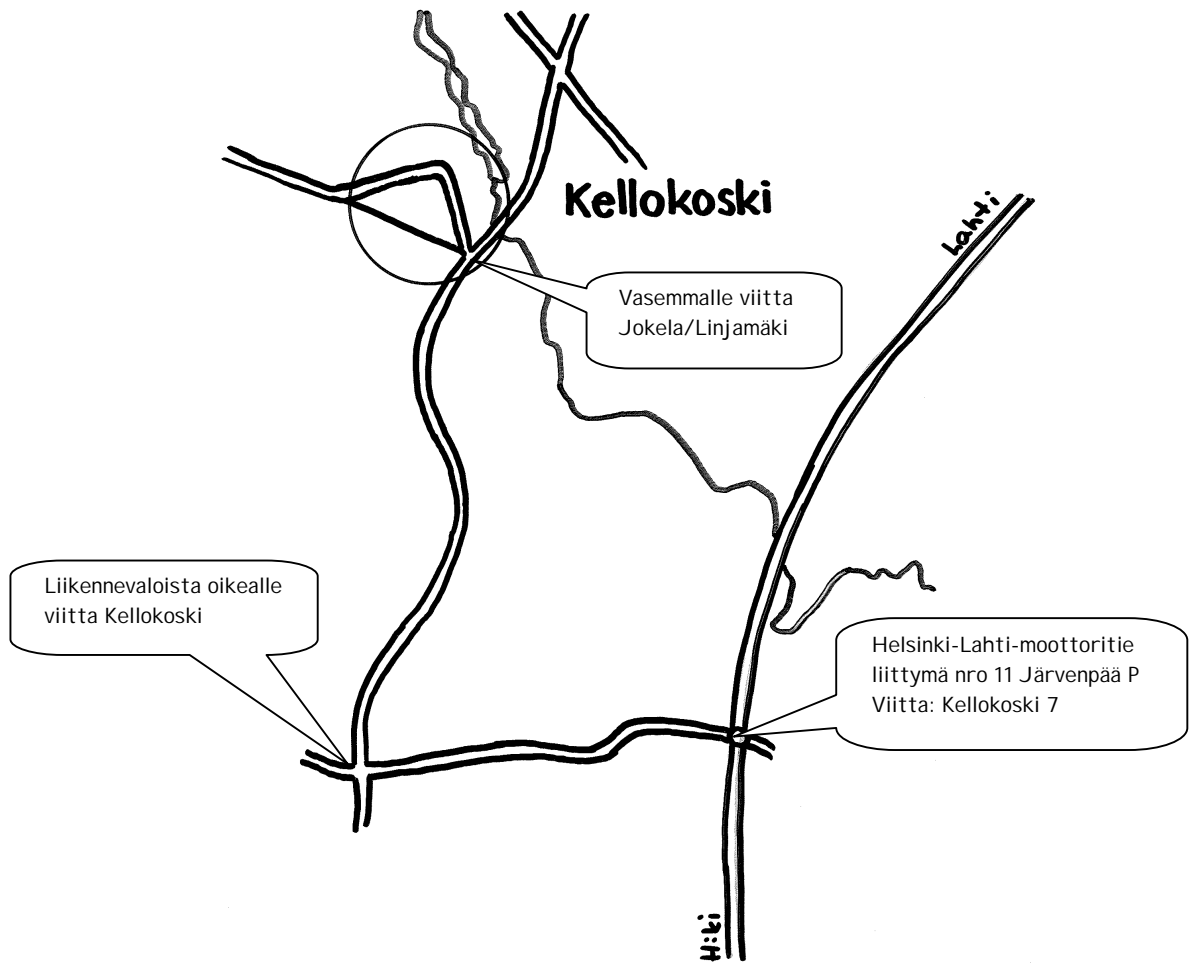 Kellokoski
Lahti
Vasemmalle viitta
Jokela/Linjamäki
Liikennevaloista oikealle
viitta Kellokoski
Helsinki-Lahti-moottoritie
liittymä nro 11 Järvenpää P
Viitta: Kellokoski 7
Hiki